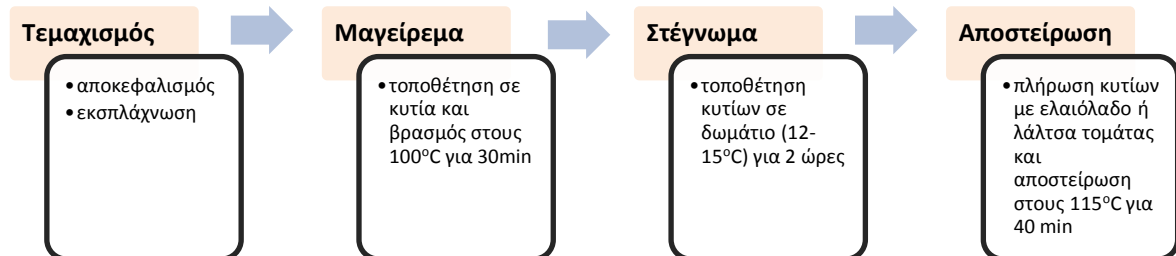 Τεμαχισμός
•αποκεφαλισμός
•εκσπλάχνωση
Μαγείρεμα
•τοποθέτηση σε
κυτία και
βρασμός στους
100°C για 30min
Στέγνωμα
•τοποθέτηση
κυτίων σε
δωμάτιο (12-
15°C) για 2 ώρες
Αποστείρωση
•πλήρωση κυτίων
με ελαιόλαδο ή
λάλτσα τομάτας
και
αποστείρωση
στους 115°C για
40 min